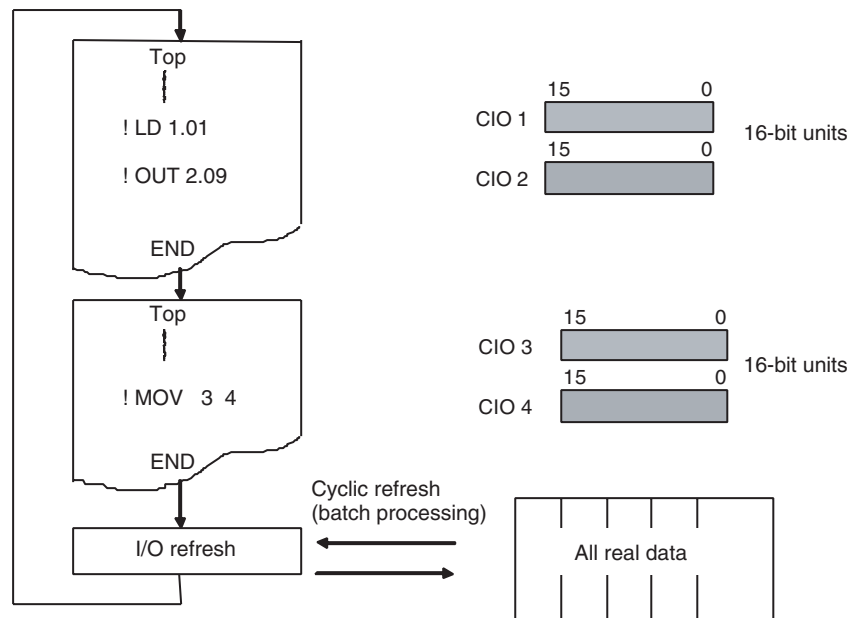 Top
! LD 1.01
! OUT 2.09
END
15 0
CIO 1
15 0
CIO 2
16-bit units
Top
! MOV 3 4
END
15 0
CIO 3
15 0
CIO 4
16-bit units
Cyclic refresh
(batch processing)
I/O refresh
All real data